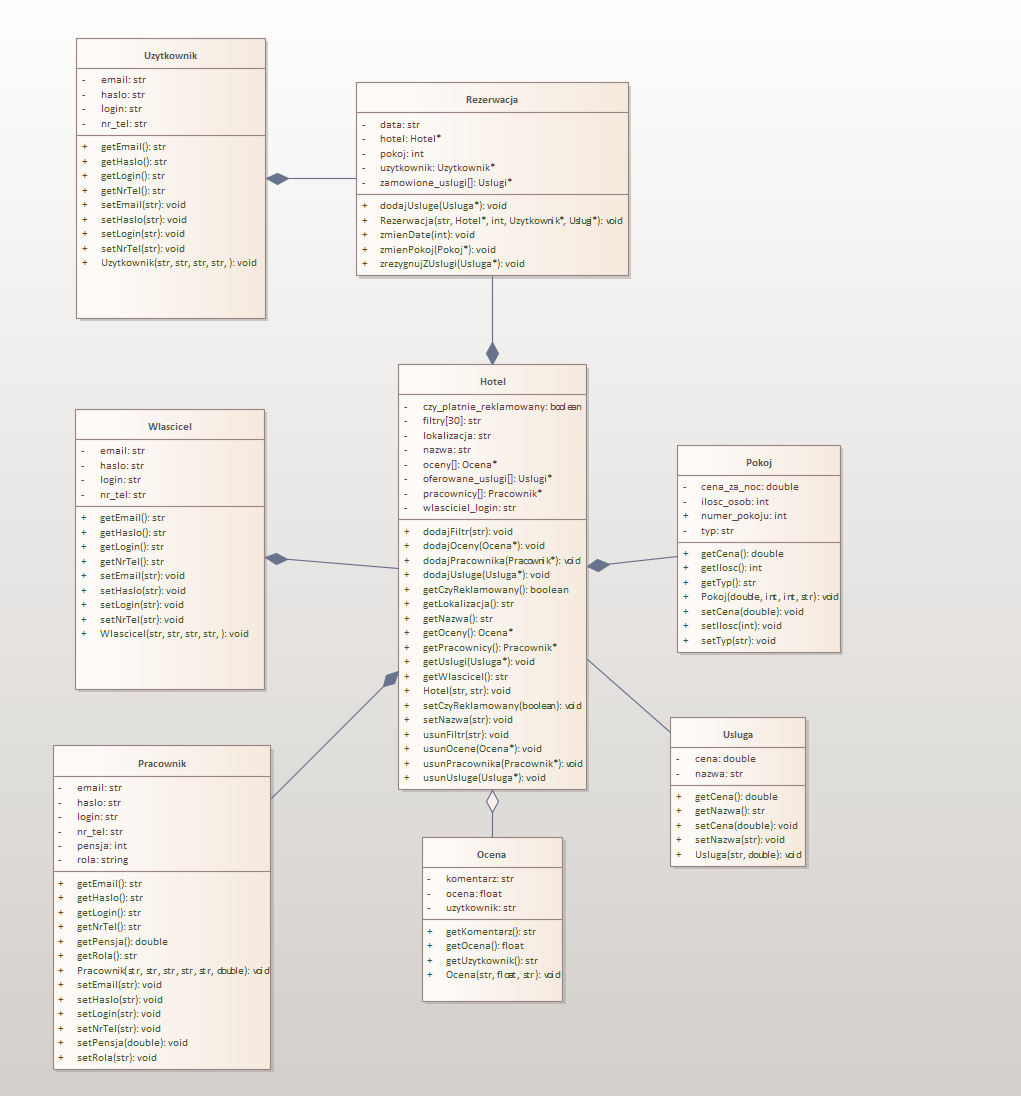 Uzytkownik
- email: str
- haslo: str
- login: str
- nr_tel: str
+ getEmail(): str
+ getHaslo(): str
+ getLogin(): str
+ getNrTel(): str
+ setEmail(str): void
+ setHaslo(str): void
+ setLogin(str): void
+ setNrTel(str): void
+ Uzytkownik(str, str, str, str, ): void
Rezerwacja
- data: str
- hotel: Hotel*
- pokoj: int
- uzytkownik: Uzytkownik*
- zamowione_uslugi[]: Uslugi*
+ dodajUsluge(Usluga*): void
+ Rezerwacja(str, Hotel*, int, Uzytkownik*, Uslugi*): void
+ zmienDate(int): void
+ zmienPokoj(Pokoj*): void
+ zrezygnujZUslugi(Usluga*): void
Hotel
- czy_platnie_reklamowany: boolean
- filtry[30]: str
- lokalizacja: str
- nazwa: str
- oceny[]: Ocena*
- oferowane_uslugi[]: Uslugi*
- pracownicy[]: Pracownik*
- wlasciciel_login: str
+ dodajFiltr(str): void
+ dodajOceny(Ocena*): void
+ dodajPracownika(Pracownik*): void
+ dodajUsluge(Usluga*): void
+ getCzyReklamowany(): boolean
+ getLokalizacja(): str
+ getNazwa(): str
+ getOceny(): Ocena*
+ getPracownicy(): Pracownik*
+ getUslugi(Usluga*): void
+ getWlascicel(): str
+ Hotel(str, str): void
+ setCzyReklamowany(boolean): void
+ setNazwa(str): void
+ usunFiltr(str): void
+ usunOcene(Ocena*): void
+ usunPracownika(Pracownik*): void
+ usunUsluge(Usluga*): void
Wlascicel
- email: str
- haslo: str
- login: str
- nr_tel: str
+ getEmail(): str
+ getHaslo(): str
+ getLogin(): str
+ getNrTel(): str
+ setEmail(str): void
+ setHaslo(str): void
+ setLogin(str): void
+ setNrTel(str): void
+ Wlascicel(str, str, str, str, ): void
Pokoj
- cena_za_noc: double
- ilosc_osob: int
+ numer_pokoju: int
- typ: str
+ getCena(): double
+ getIlosc(): int
+ getTyp(): str
+ Pokoj(double, int, int, str): void
+ setCena(double): void
+ setIlosc(int): void
+ setTyp(str): void
Usluga
- cena: double
- nazwa: str
+ getCena(): double
+ getNazwa(): str
+ setCena(double): void
+ setNazwa(str): void
+ Usluga(str, double): void
Pracownik
- email: str
- haslo: str
- login: str
- nr_tel: str
- pensja: int
- rola: string
+ getEmail(): str
+ getHaslo(): str
+ getLogin(): str
+ getNrTel(): str
+ getPensja(): double
+ getRola(): str
+ Pracownik(str, str, str, str, str, double): void
+ setEmail(str): void
+ setHaslo(str): void
+ setLogin(str): void
+ setNrTel(str): void
+ setPensja(double): void
+ setRola(str): void
Ocena
- komentarz: str
- ocena: float
- uzytkownik: str
+ getKomentarz(): str
+ getOcena(): float
+ getUzytkownik(): str
+ Ocena(str, float, str): void